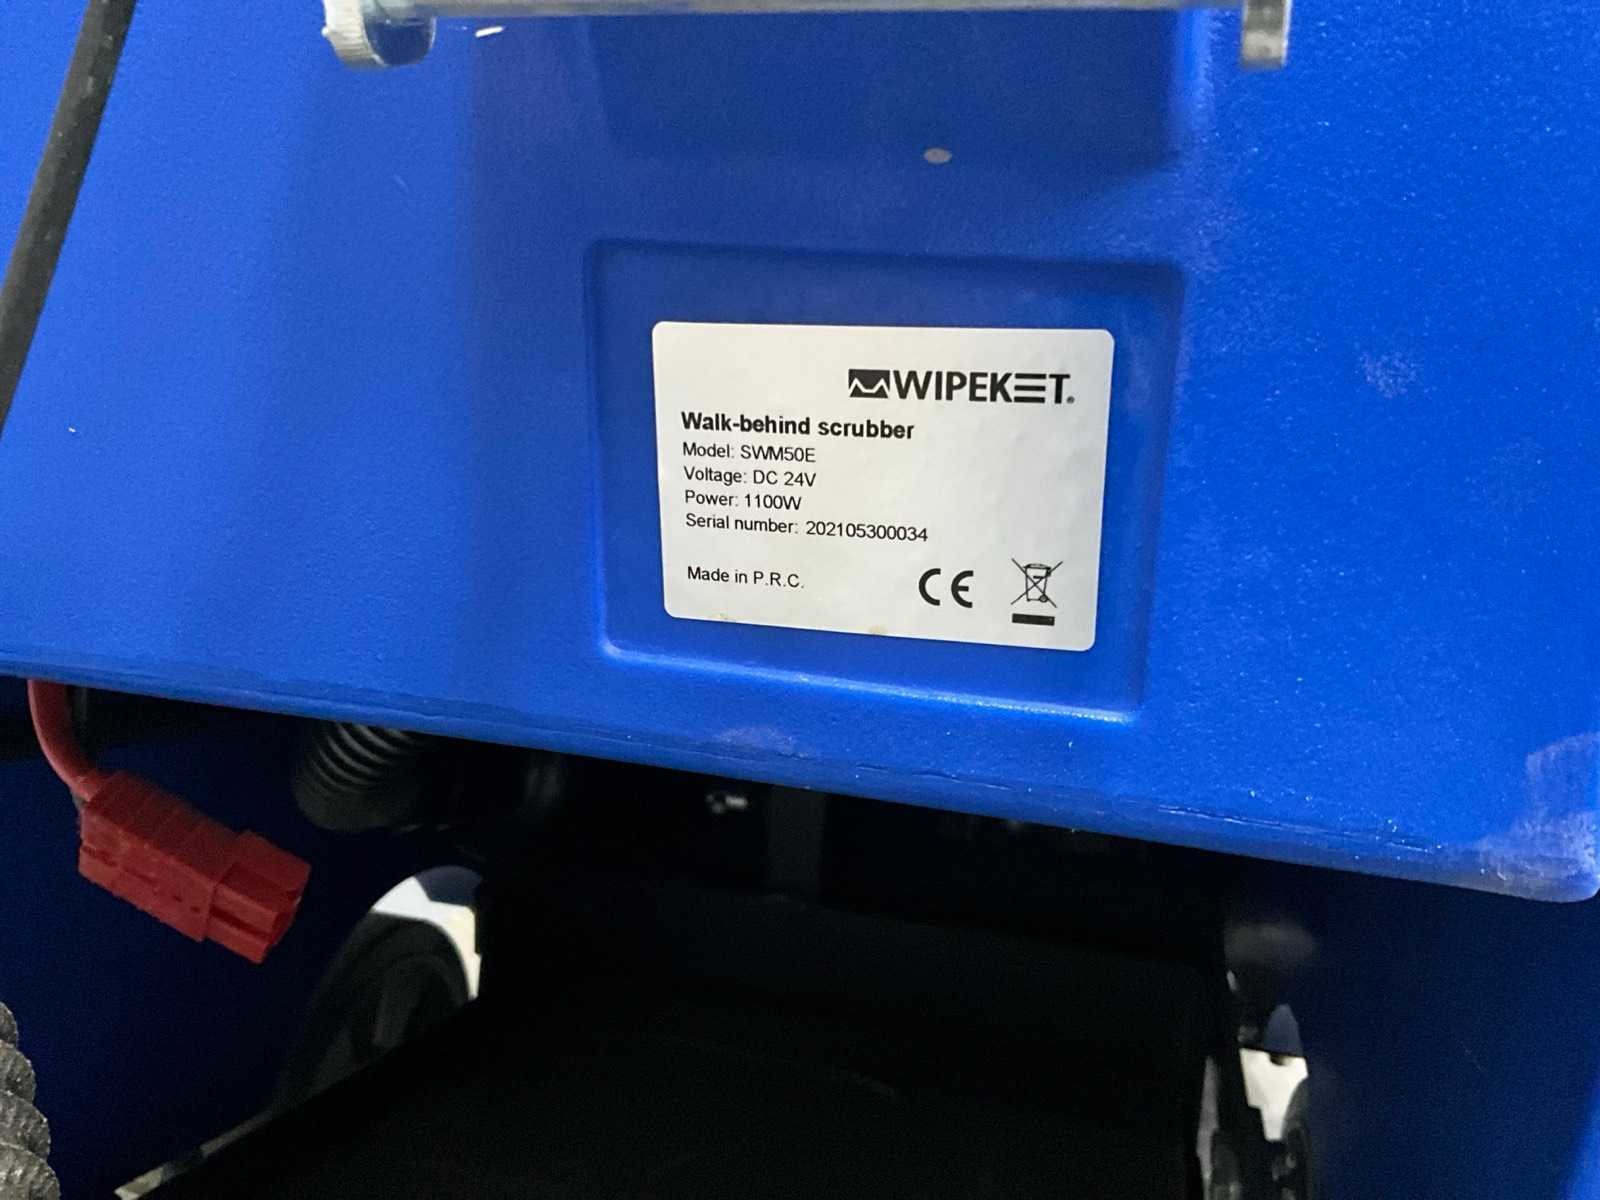 WIPEKET®
Walk-behind scrubber
Model: SWM50E
Voltage: DC 24V
Power: 1100W
Serial number: 202105300034
Made in P.R.C.
CE